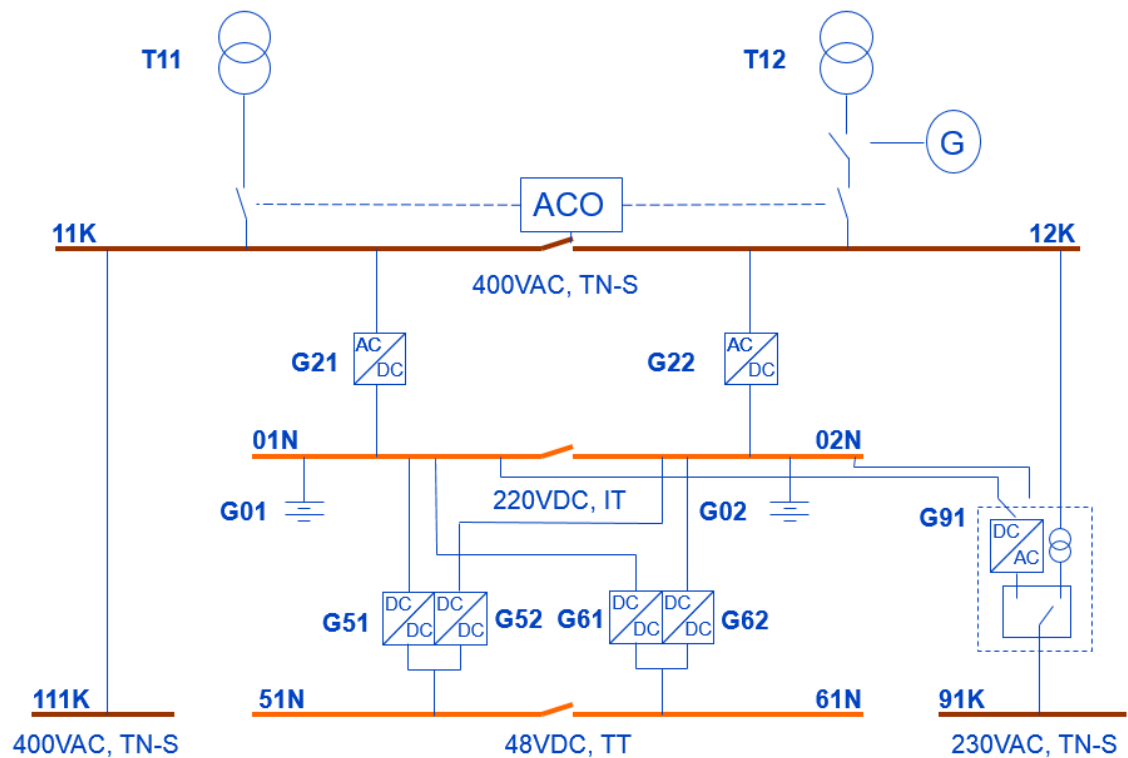 T11
T12
G
ACO
11K
12K
400VAC, TN-S
G21
AC
DC
G22
AC
DC
01N
02N
G01
220VDC, IT
G02
G91
DC
AC
G51
DC
DC
DC
DC
G52
G61
DC
DC
DC
DC
G62
111K
51N
61N
91K
400VAC, TN-S
48VDC, TT
230VAC, TN-S